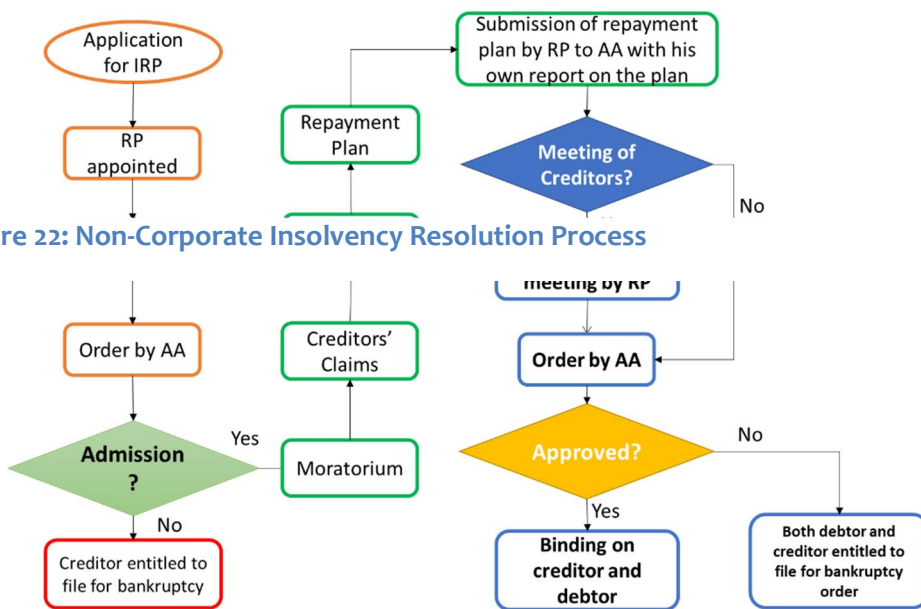 Application
for IRP
RP
appointed
Repayment
Plan
Submission of repayment
plan by RP to AA with his
own report on the plan
Meeting of
Creditors?
No
re 22: Non-Corporate Insolvency Resolution Process
meeting by RP
Order by AA
Creditors’
Claims
Order by AA
Admission
?
Yes
Moratorium
No
Creditor entitled to
file for bankruptcy
Approved?
No
Yes
Binding on
creditor and
debtor
Both debtor and
creditor entitled to
file for bankruptcy
order